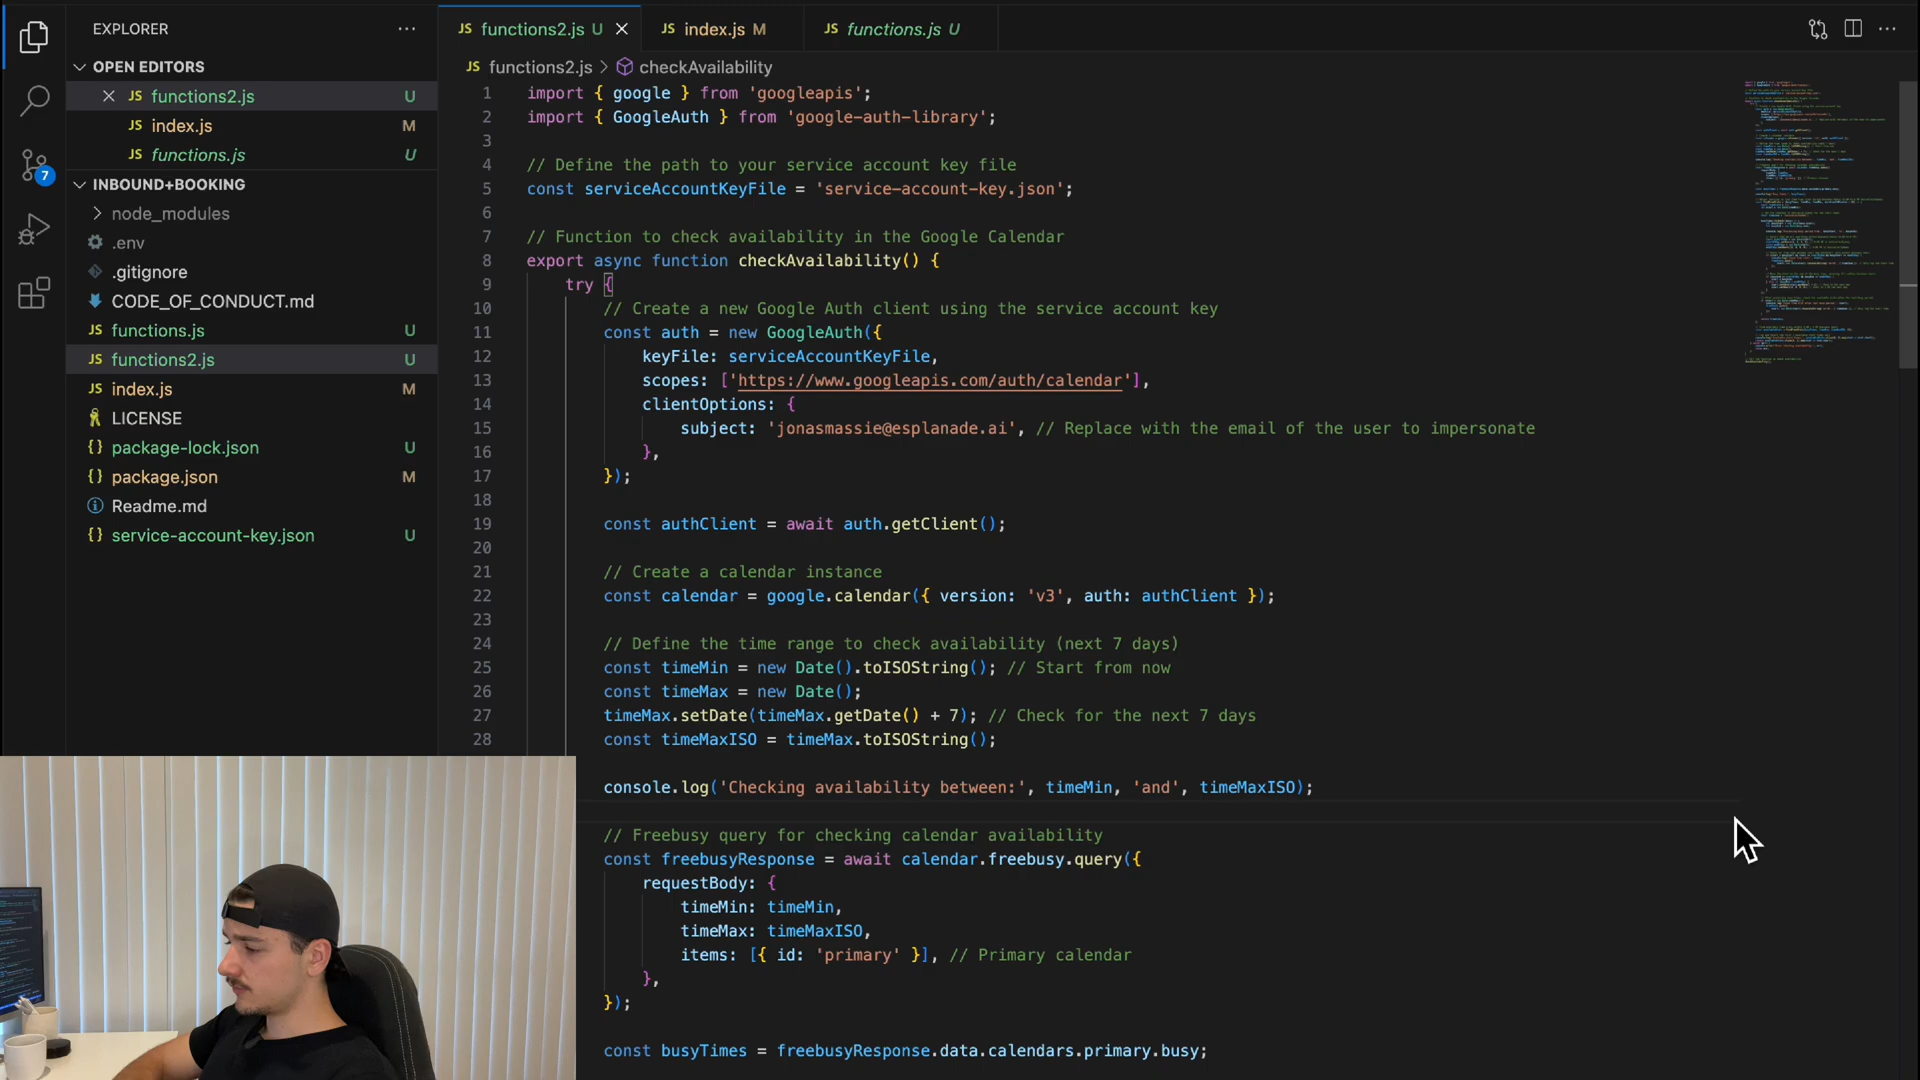 EXPLORER
OPEN EDITORS
JS functions2.js U
JS index.js M
JS functions.js U
7
INBOUND+BOOKING
node_modules
.env
.gitignore
CODE_OF_CONDUCT.md
JS functions.js U
JS functions2.js U
JS index.js M
LICENSE
{} package-lock.json U
{} package.json M
Readme.md
{} service-account-key.json U
JS functions2.js U
JS index.js M
JS functions.js U
JS functions2.js > checkAvailability
1 import { google } from 'googleapis';
2 import { GoogleAuth } from 'google-auth-library';
3
4 // Define the path to your service account key file
5 const serviceAccountKeyFile = 'service-account-key.json';
6
7 // Function to check availability in the Google Calendar
8 export async function checkAvailability() {
9 try {
10 // Create a new Google Auth client using the service account key
11 const auth = new GoogleAuth({
12 keyFile: serviceAccountKeyFile,
13 scopes: ['https://www.googleapis.com/auth/calendar'],
14 clientOptions: {
15 subject: 'jonasmassie@esplanade.ai', // Replace with the email of the user to impersonate
16 },
17 });
18
19 const authClient = await auth.getClient();
20
21 // Create a calendar instance
22 const calendar = google.calendar({ version: 'v3', auth: authClient });
23
24 // Define the time range to check availability (next 7 days)
25 const timeMin = new Date().toISOString(); // Start from now
26 const timeMax = new Date();
27 timeMax.setDate(timeMax.getDate() + 7); // Check for the next 7 days
28 const timeMaxISO = timeMax.toISOString();
console.log('Checking availability between:', timeMin, 'and', timeMaxISO);
// Freebusy query for checking calendar availability
const freebusyResponse = await calendar.freebusy.query({
requestBody: {
timeMin: timeMin,
timeMax: timeMaxISO,
items: [{ id: 'primary' }], // Primary calendar
},
});
const busyTimes = freebusyResponse.data.calendars.primary.busy;